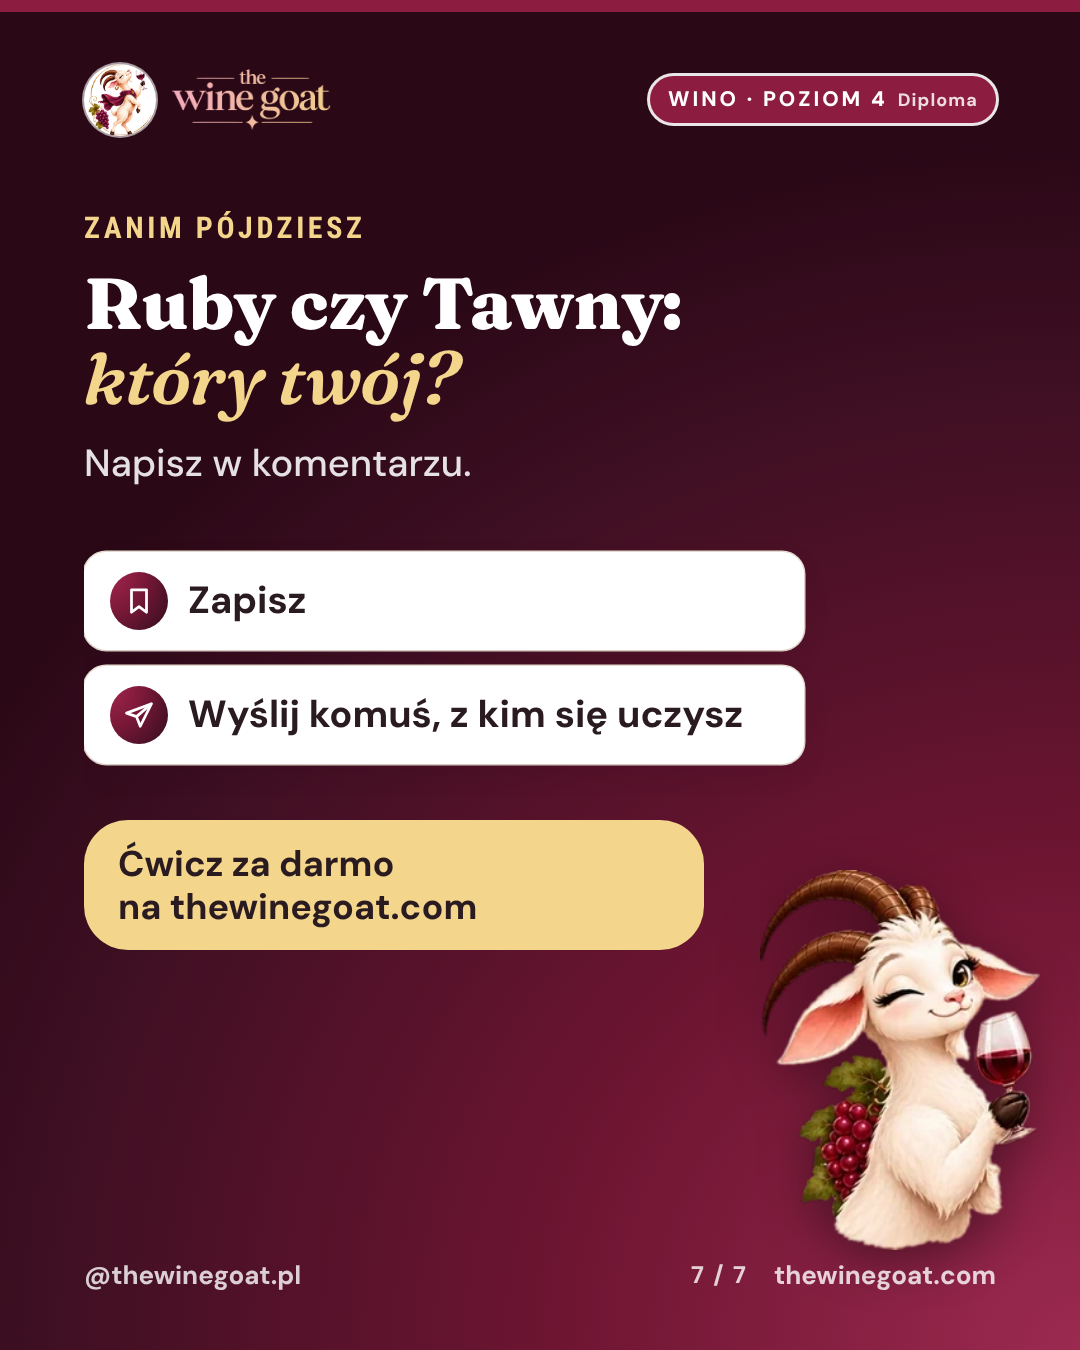 the
wine goat
WINO · POZIOM 4 Diploma
ZANIM PÓJDZIESZ
Ruby czy Tawny:
który twój?
Napisz w komentarzu.
Zapisz
Wyślij komuś, z kim się uczysz
Ćwicz za darmo
na thewinegoat.com
@thewinegoat.pl
7 / 7 thewinegoat.com